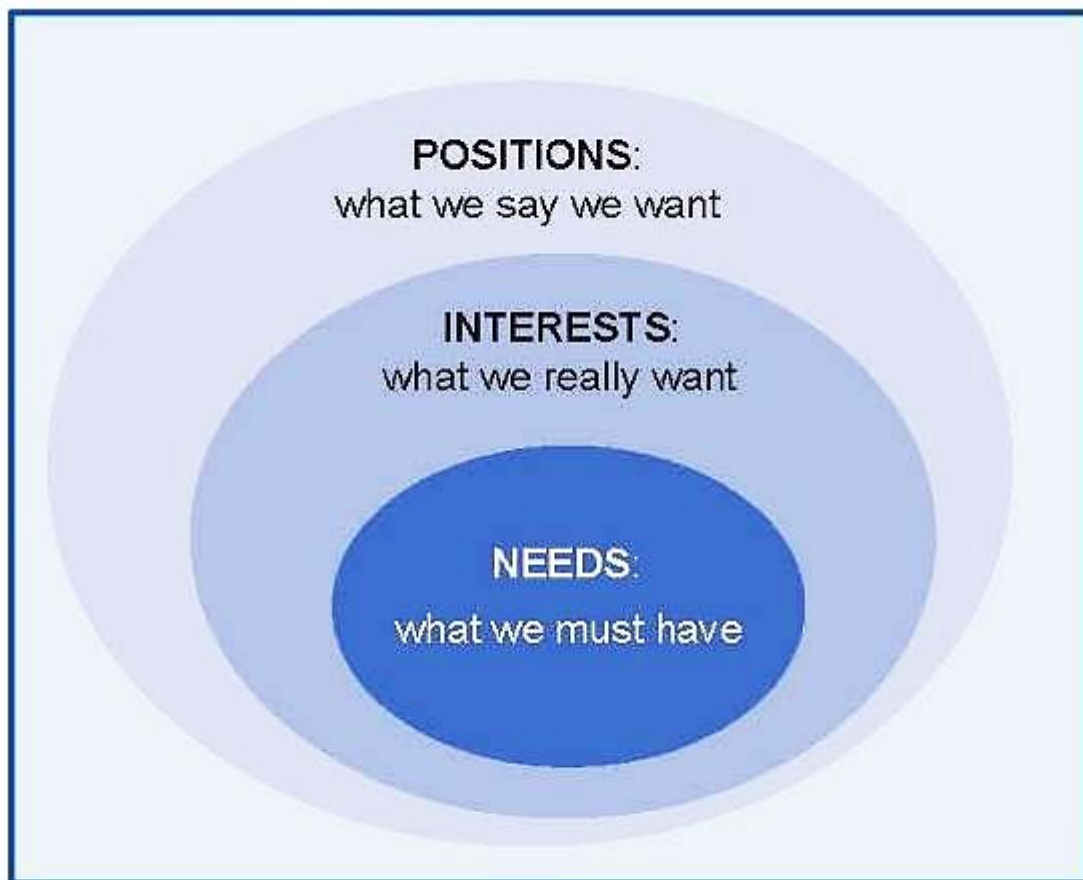 POSITIONS:
what we say we want
INTERESTS:
what we really want
NEEDS:
what we must have